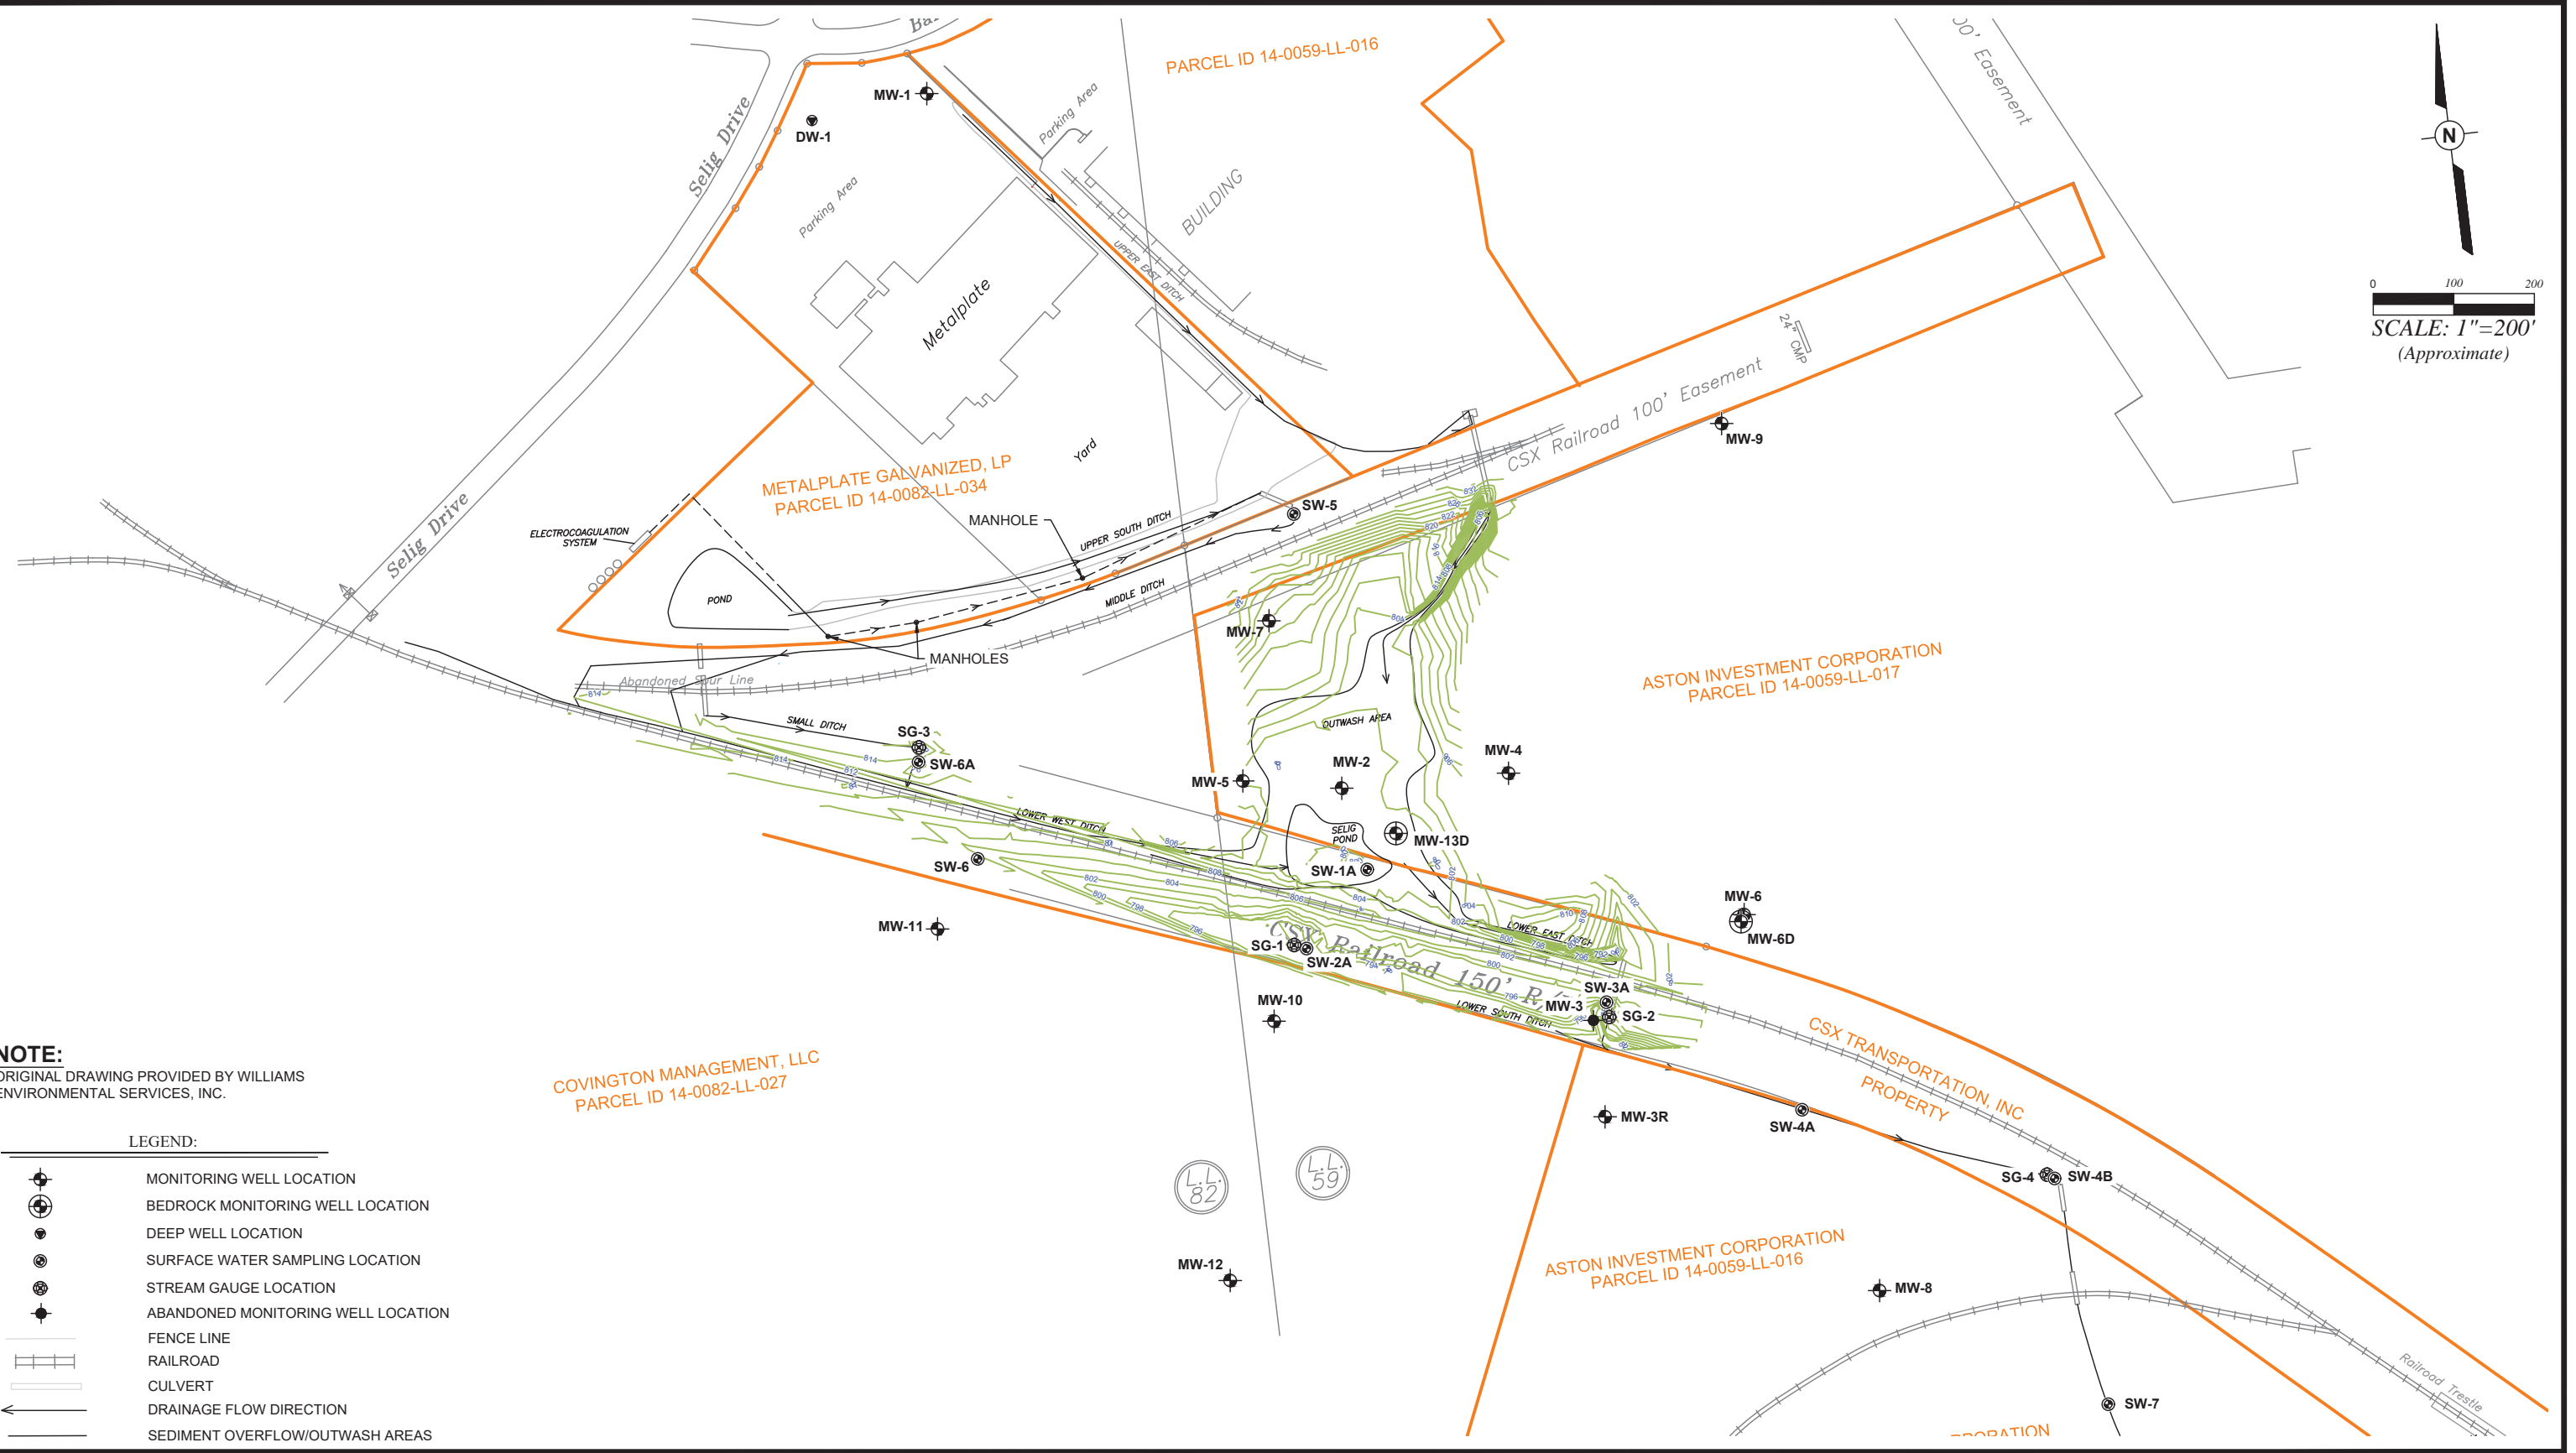 PARCEL ID 14-0059-LL-016
00' Easement
N
0 100 200
SCALE: 1"=200'
(Approximate)
MW-1
DW-1
Selig Drive
Parking Area
Parking Area
BUILDING
UPPER EAST DITCH
Metalplate
Yard
24" CMP
CSX Railroad 100' Easement
MW-9
METALPLATE GALVANIZED, LP
PARCEL ID 14-0082-LL-034
MANHOLE
SW-5
ELECTROCOAGULATION
SYSTEM
Selig Drive
UPPER SOUTH DITCH
POND
MIDDLE DITCH
MANHOLES
MW-7
Abandoned Spur Line
SMALL DITCH
SG-3
SW-6A
ASTON INVESTMENT CORPORATION
PARCEL ID 14-0059-LL-017
OUTWASH AREA
MW-4
MW-2
MW-5
LOWER WEST DITCH
SELIG
POND
MW-13D
SW-1A
SW-6
MW-11
MW-6
MW-6D
LOWER EAST DITCH
SG-1
SW-2A
CSX Railroad 150' R/
SW-3A
MW-3
SG-2
LOWER SOUTH DITCH
MW-10
CSX TRANSPORTATION, INC
PROPERTY
COVINGTON MANAGEMENT, LLC
PARCEL ID 14-0082-LL-027
MW-3R
SW-4A
SG-4
SW-4B
L.L.
82
L.L.
59
MW-12
ASTON INVESTMENT CORPORATION
PARCEL ID 14-0059-LL-016
MW-8
Railroad Trestle
SW-7
NOTE:
ORIGINAL DRAWING PROVIDED BY WILLIAMS
ENVIRONMENTAL SERVICES, INC.
LEGEND:
MONITORING WELL LOCATION
BEDROCK MONITORING WELL LOCATION
DEEP WELL LOCATION
SURFACE WATER SAMPLING LOCATION
STREAM GAUGE LOCATION
ABANDONED MONITORING WELL LOCATION
FENCE LINE
RAILROAD
CULVERT
DRAINAGE FLOW DIRECTION
SEDIMENT OVERFLOW/OUTWASH AREAS